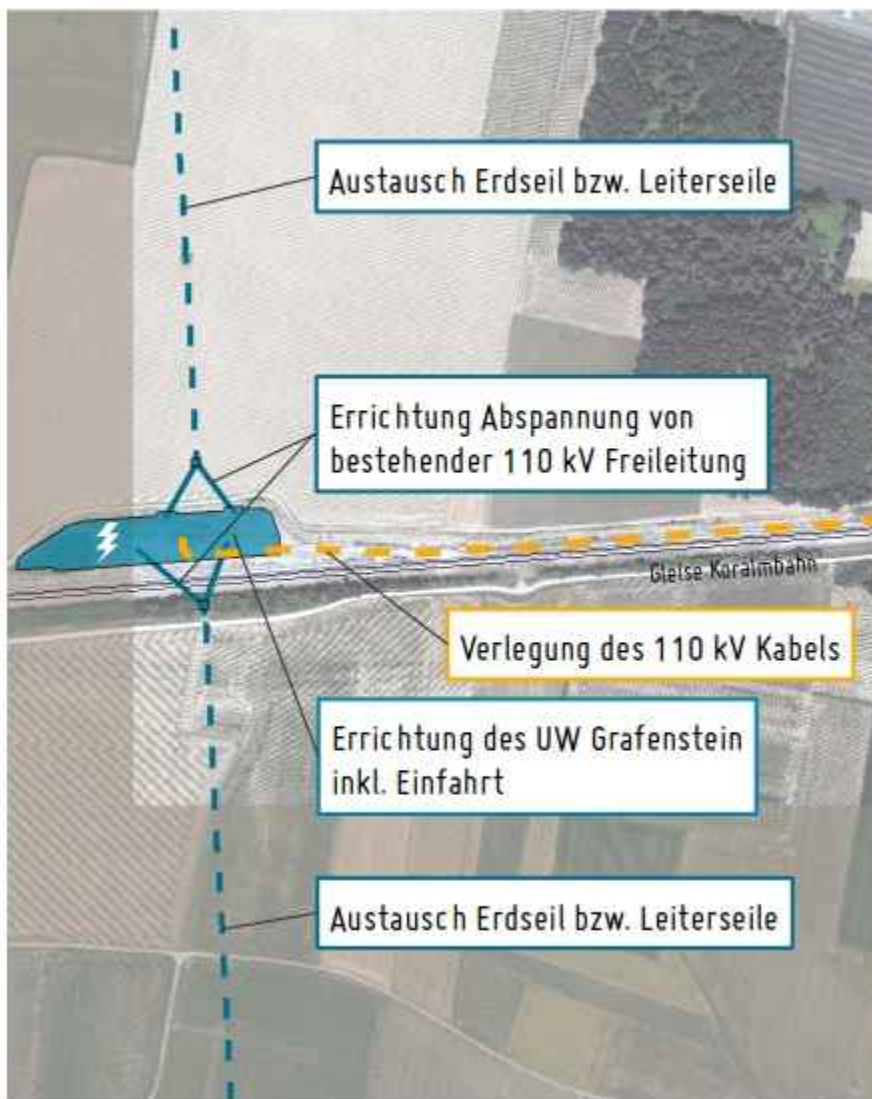 Austausch Erdseil bzw. Leiterseile
Errichtung Abspannung von
bestehender 110 kV Freileitung
Gleise Koralmbahn
Verlegung des 110 kV Kabels
Errichtung des UW Grafenstein
inkl. Einfahrt
Austausch Erdseil bzw. Leiterseile